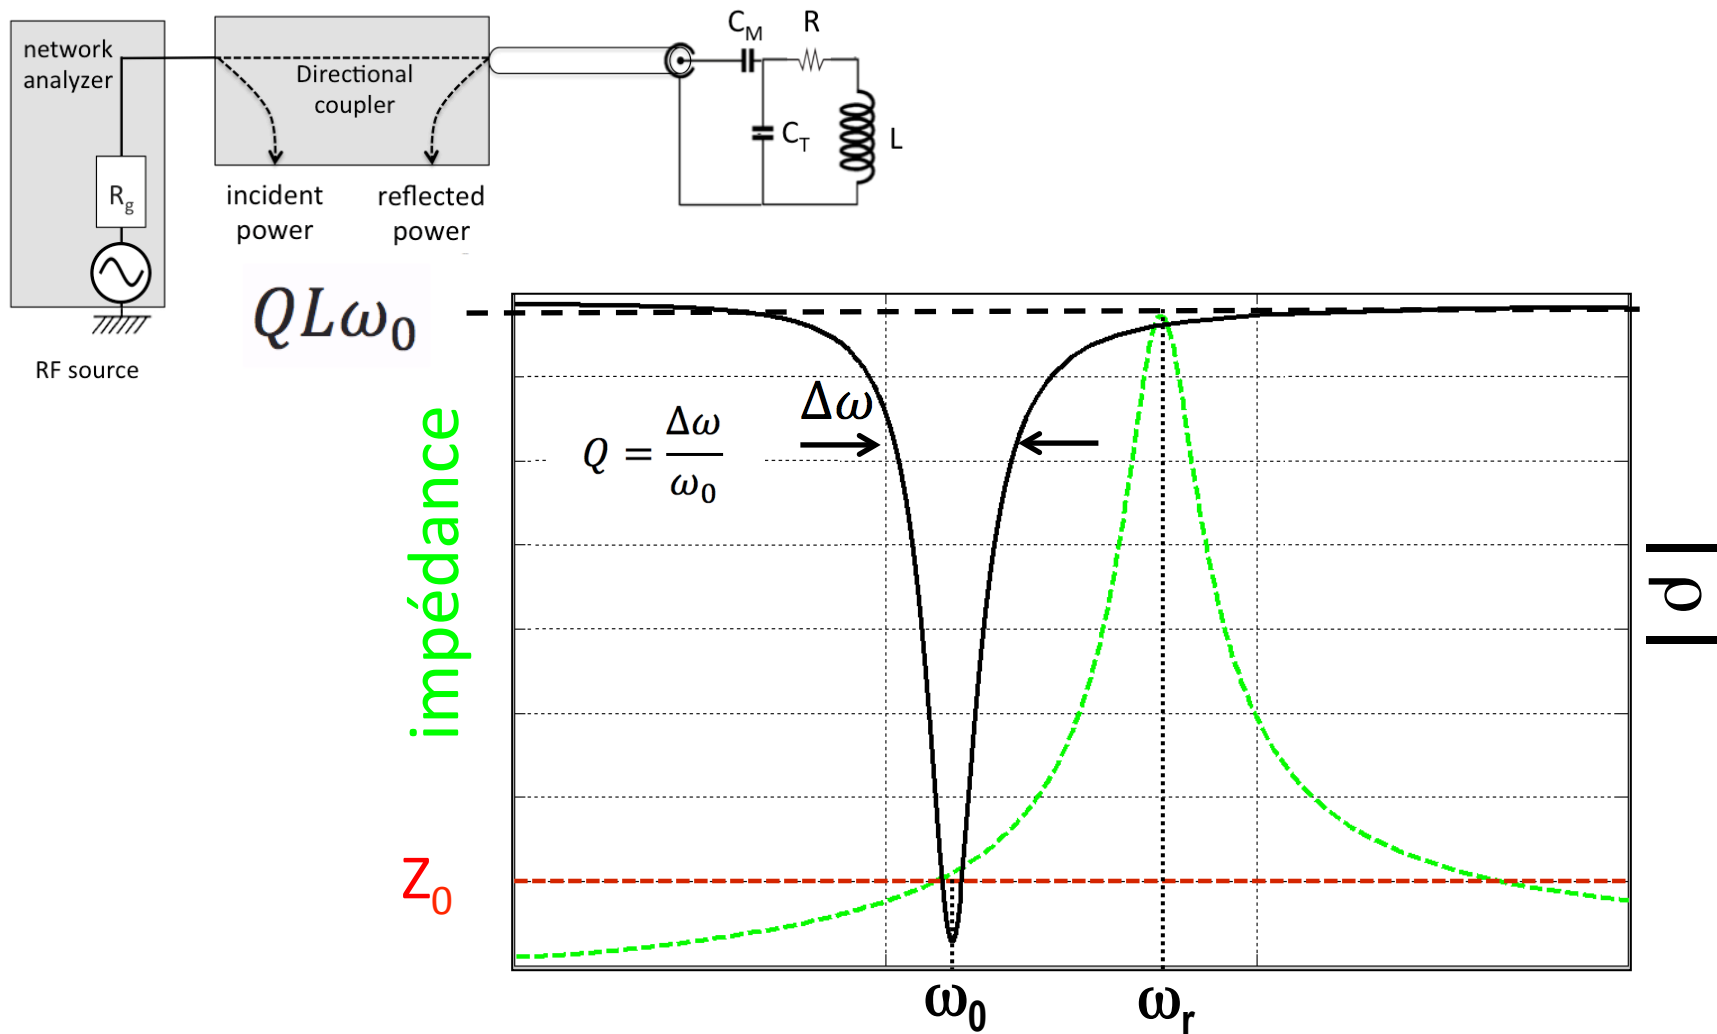 network
analyzer
R_g
RF source
Directional
coupler
incident
power
reflected
power
C_M
R
C_T
L
QLω₀
impédance
Z₀
Q = Δω/ω₀
Δω
|ρ|
ω₀
ω_r